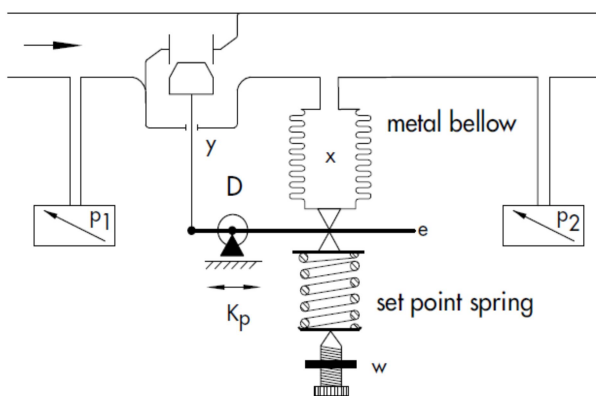 metal bellow
x
y
D
p1
e
p2
Kp
set point spring
w